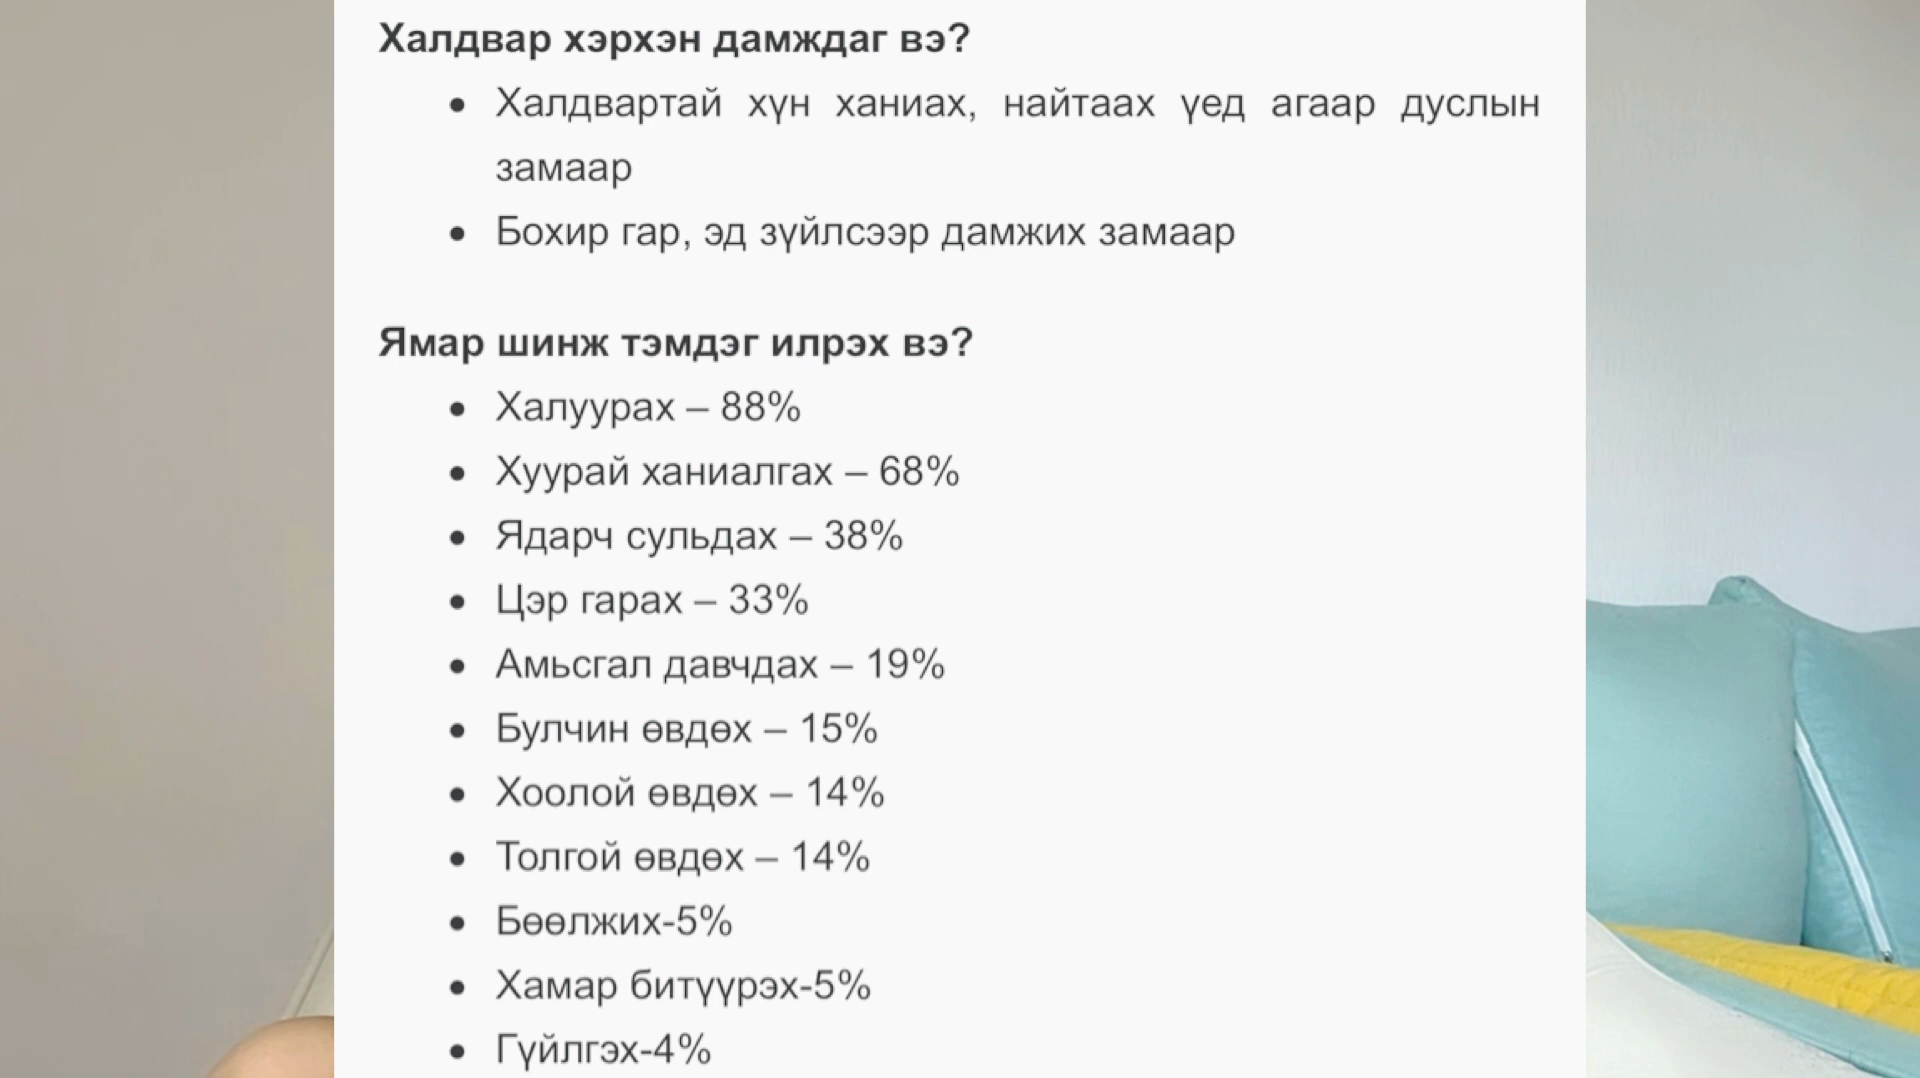 Халдвар хэрхэн дамждаг вэ?
• Халдвартай хүн ханиах, найтаах үед агаар дуслын
замаар
• Бохир гар, эд зүйлсээр дамжих замаар
Ямар шинж тэмдэг илрэх вэ?
• Халуурах – 88%
• Хуурай ханиалгах – 68%
• Ядарч сульдах – 38%
• Цэр гарах – 33%
• Амьсгал давчдах – 19%
• Булчин өвдөх – 15%
• Хоолой өвдөх – 14%
• Толгой өвдөх – 14%
• Бөөлжих-5%
• Хамар битүүрэх-5%
• Гүйлгэх-4%